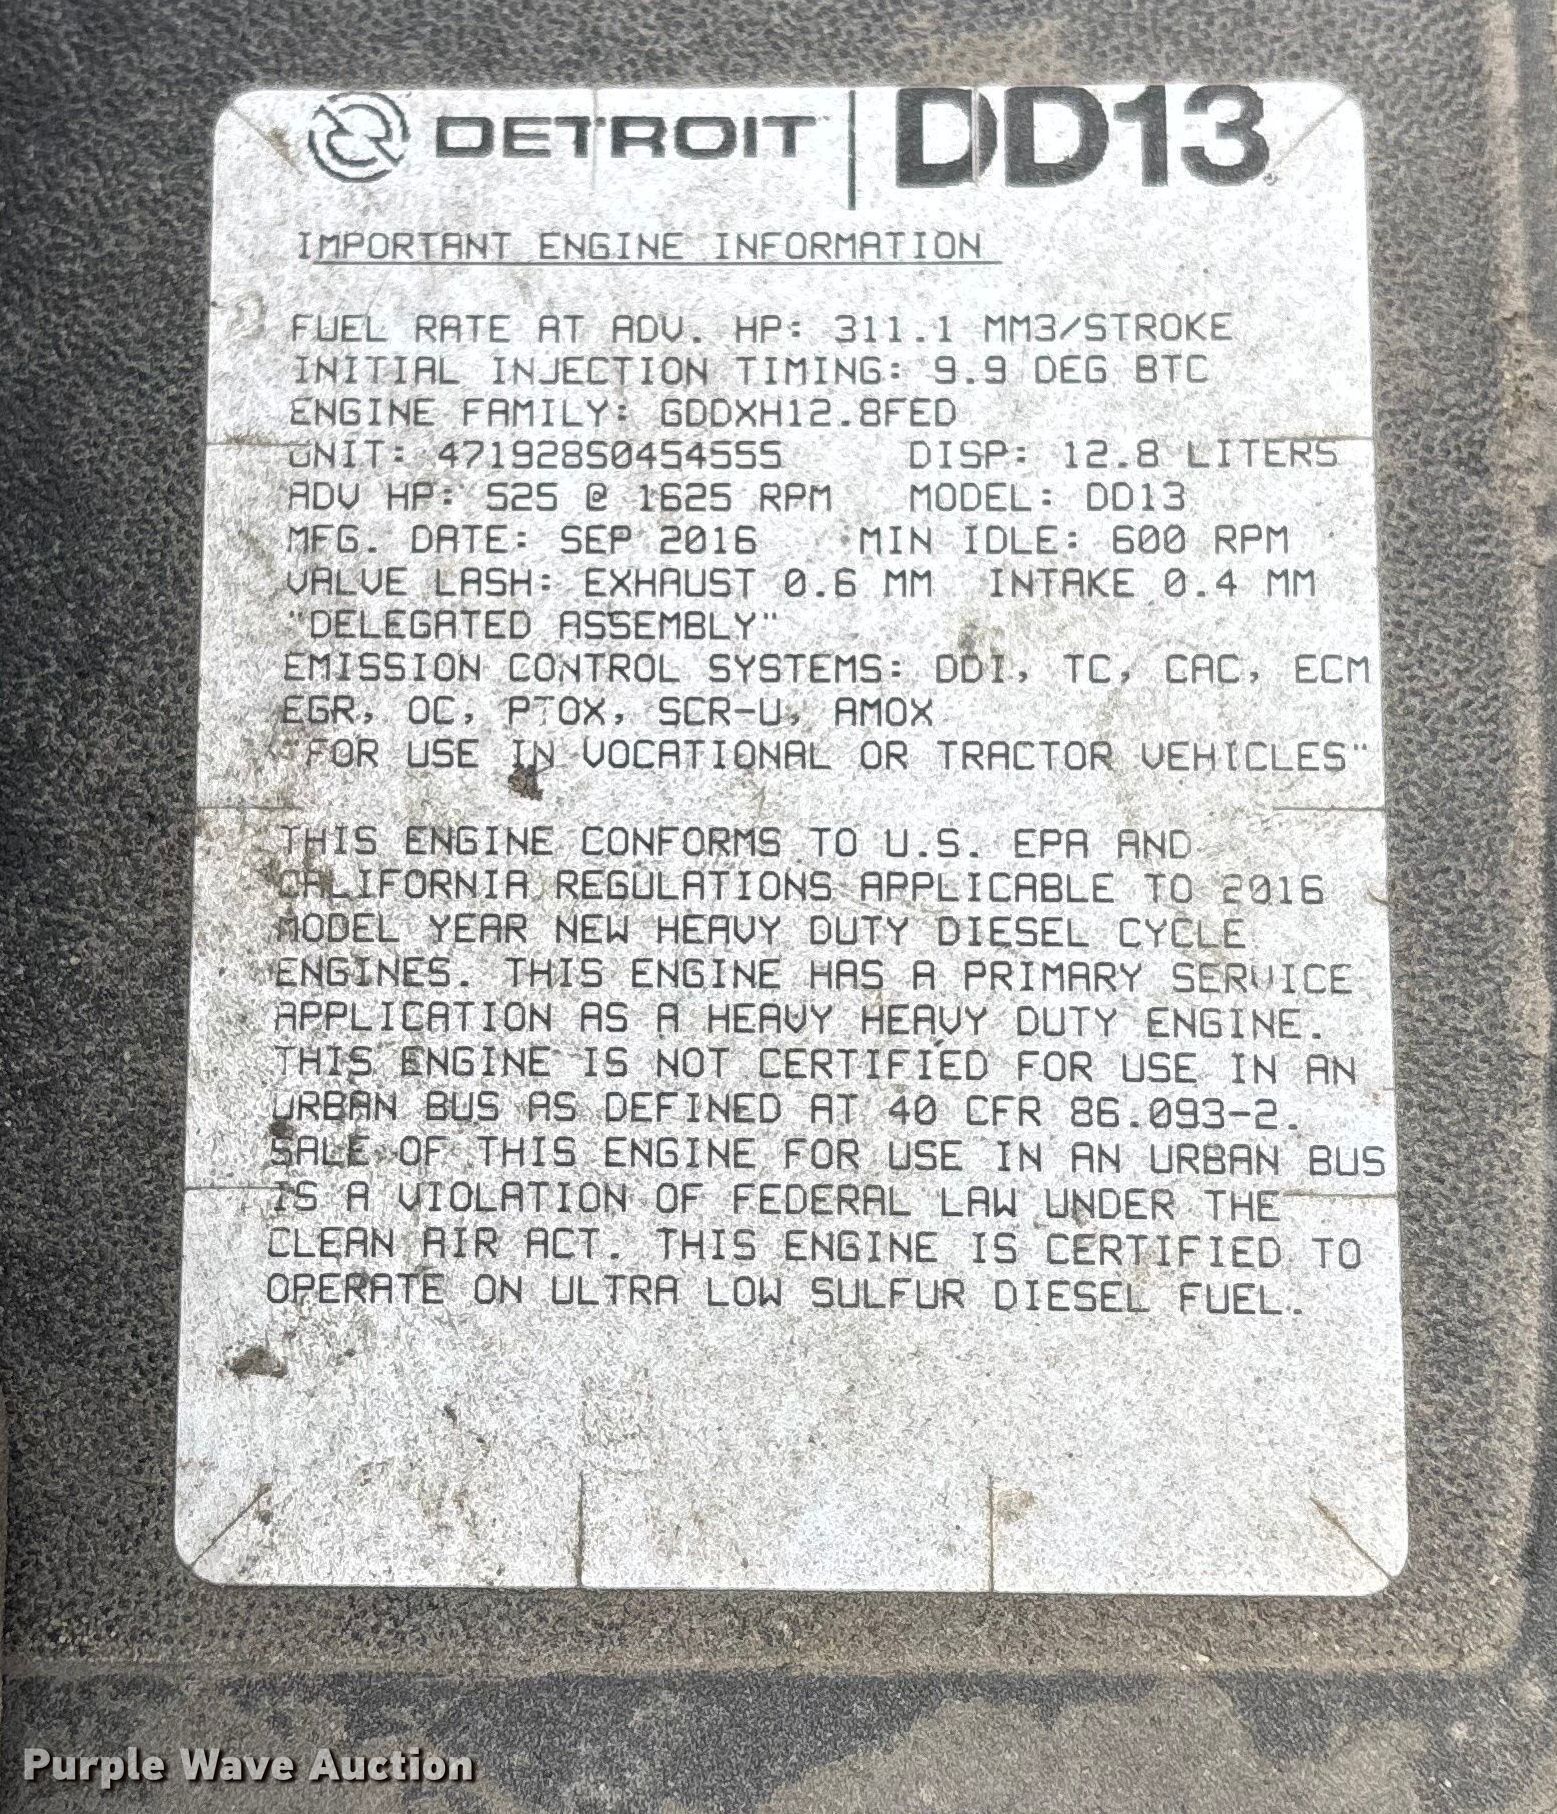 DETROIT | DD13
IMPORTANT ENGINE INFORMATION
FUEL RATE AT ADV. HP: 311.1 MM3/STROKE
INITIAL INJECTION TIMING: 9.9 DEG BTC
ENGINE FAMILY: GDDXH12.8FED
UNIT: 471928S0454555 DISP: 12.8 LITERS
ADV HP: 525 @ 1625 RPM MODEL: DD13
MFG. DATE: SEP 2016 MIN IDLE: 600 RPM
VALVE LASH: EXHAUST 0.6 MM INTAKE 0.4 MM
"DELEGATED ASSEMBLY"
EMISSION CONTROL SYSTEMS: DDI, TC, CAC, ECM
EGR, OC, PTOX, SCR-U, AMOX
"FOR USE IN VOCATIONAL OR TRACTOR VEHICLES"
THIS ENGINE CONFORMS TO U.S. EPA AND
CALIFORNIA REGULATIONS APPLICABLE TO 2016
MODEL YEAR NEW HEAVY DUTY DIESEL CYCLE
ENGINES. THIS ENGINE HAS A PRIMARY SERVICE
APPLICATION AS A HEAVY HEAVY DUTY ENGINE.
THIS ENGINE IS NOT CERTIFIED FOR USE IN AN
URBAN BUS AS DEFINED AT 40 CFR 86.093-2.
SALE OF THIS ENGINE FOR USE IN AN URBAN BUS
IS A VIOLATION OF FEDERAL LAW UNDER THE
CLEAN AIR ACT. THIS ENGINE IS CERTIFIED TO
OPERATE ON ULTRA LOW SULFUR DIESEL FUEL.
Purple Wave Auction